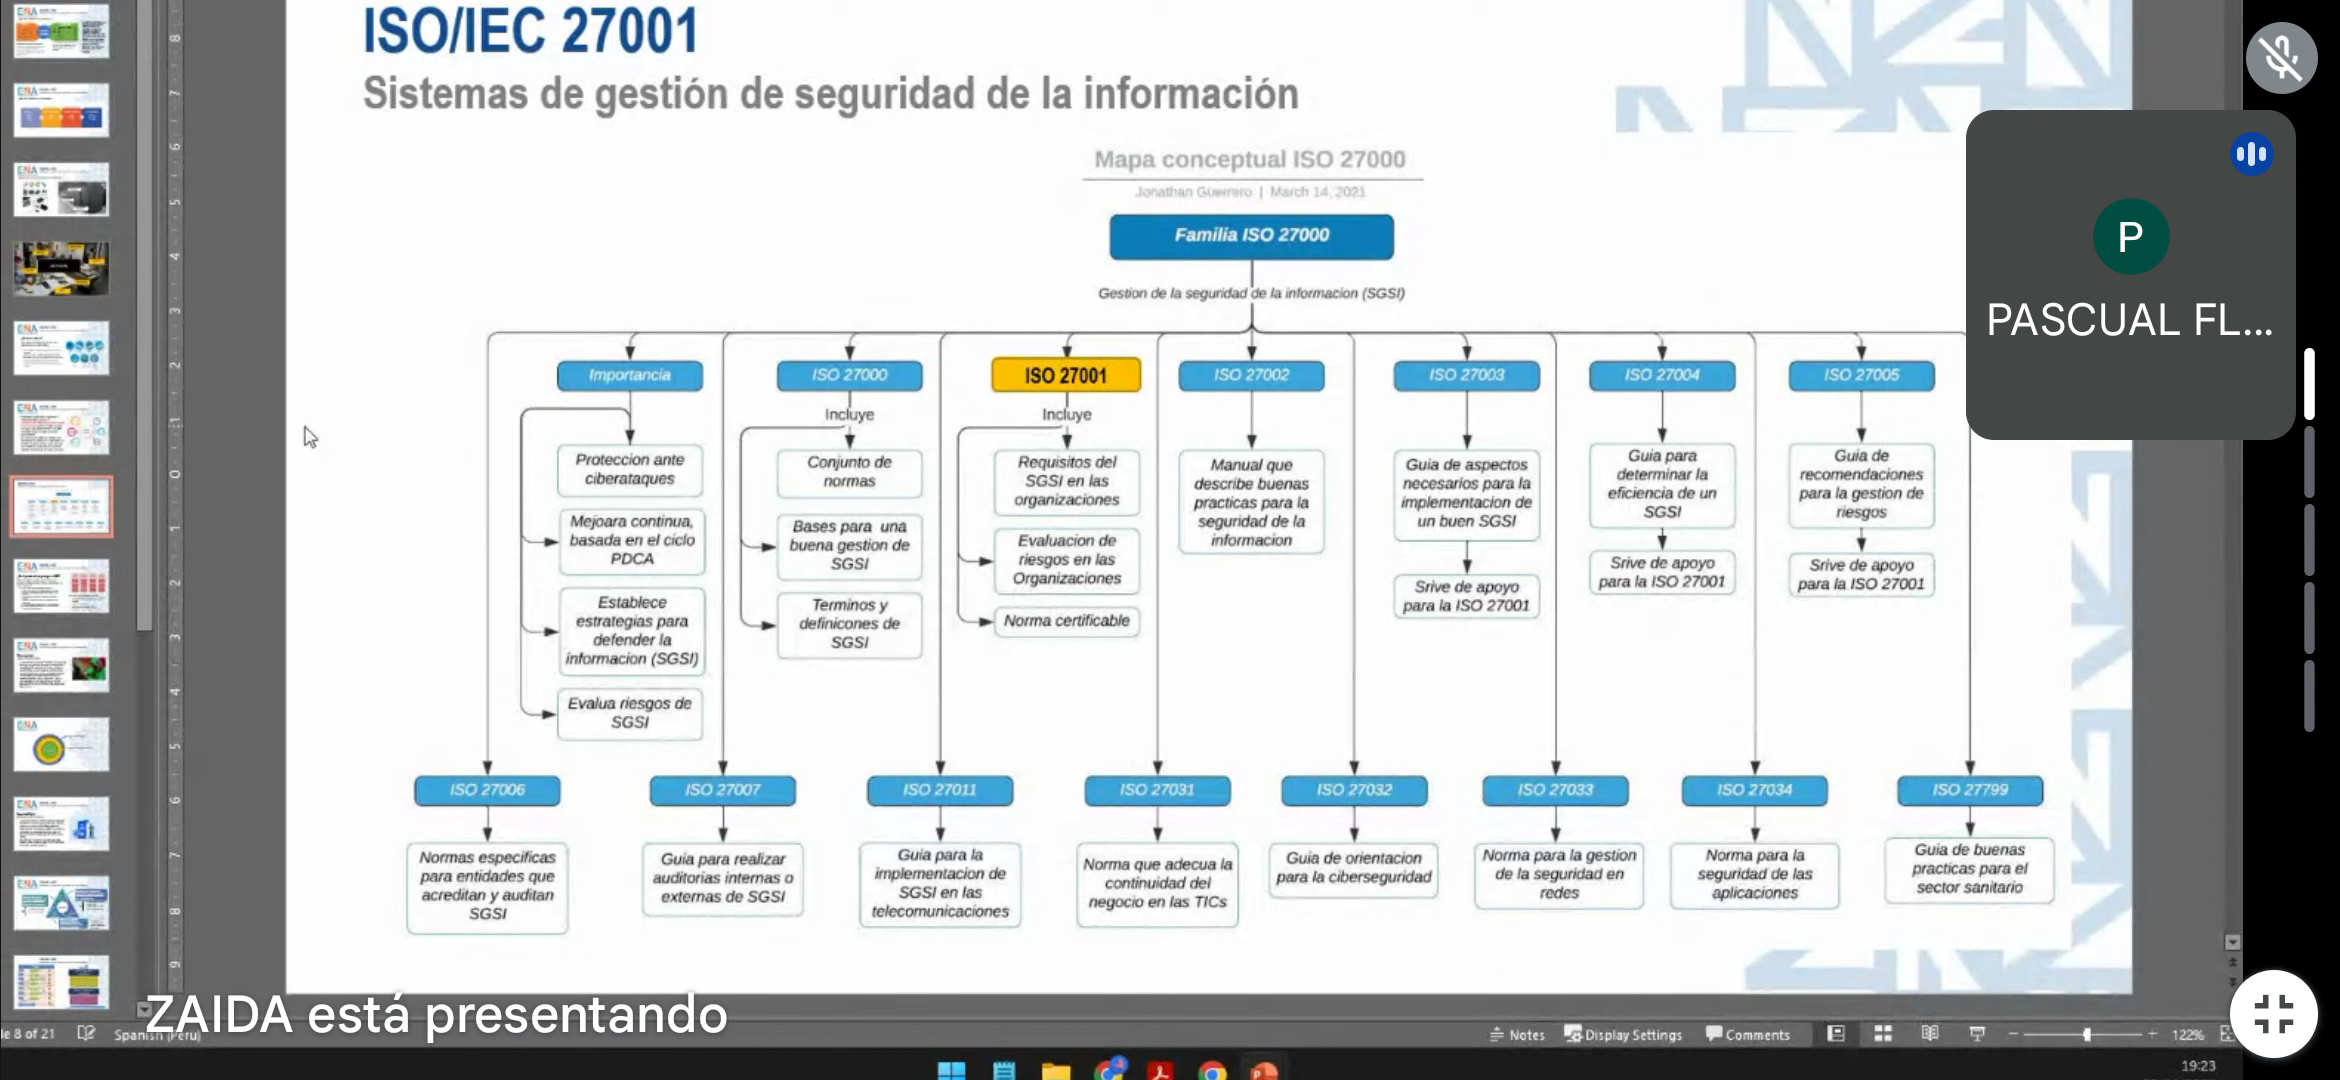 ISO/IEC 27001
Sistemas de gestión de seguridad de la información
Mapa conceptual ISO 27000
Jonathan Guerrero | March 14, 2021
Familia ISO 27000
Gestion de la seguridad de la informacion (SGSI)
Importancia
Proteccion ante
ciberataques
Mejoara continua,
basada en el ciclo
PDCA
Establece
estrategias para
defender la
informacion (SGSI)
Evalua riesgos de
SGSI
ISO 27000
Incluye
Conjunto de
normas
Bases para una
buena gestion de
SGSI
Terminos y
definicones de
SGSI
ISO 27001
Incluye
Requisitos del
SGSI en las
organizaciones
Evaluacion de
riesgos en las
Organizaciones
Norma certificable
ISO 27002
Manual que
describe buenas
practicas para la
seguridad de la
informacion
ISO 27003
Guia de aspectos
necesarios para la
implementacion de
un buen SGSI
Srive de apoyo
para la ISO 27001
ISO 27004
Guia para
determinar la
eficiencia de un
SGSI
Srive de apoyo
para la ISO 27001
ISO 27005
Guia de
recomendaciones
para la gestion de
riesgos
Srive de apoyo
para la ISO 27001
ISO 27006
Normas especificas
para entidades que
acreditan y auditan
SGSI
ISO 27007
Guia para realizar
auditorias internas o
externas de SGSI
ISO 27011
Guia para la
implementacion de
SGSI en las
telecomunicaciones
ISO 27031
Norma que adecua la
continuidad del
negocio en las TICs
ISO 27032
Guia de orientacion
para la ciberseguridad
ISO 27033
Norma para la gestion
de la seguridad en
redes
ISO 27034
Norma para la
seguridad de las
aplicaciones
ISO 27799
Guia de buenas
practicas para el
sector sanitario
P
PASCUAL FL...
ZAIDA está presentando
le 8 of 21
Spanish (Peru)
Notes
Display Settings
Comments
122%
19:23